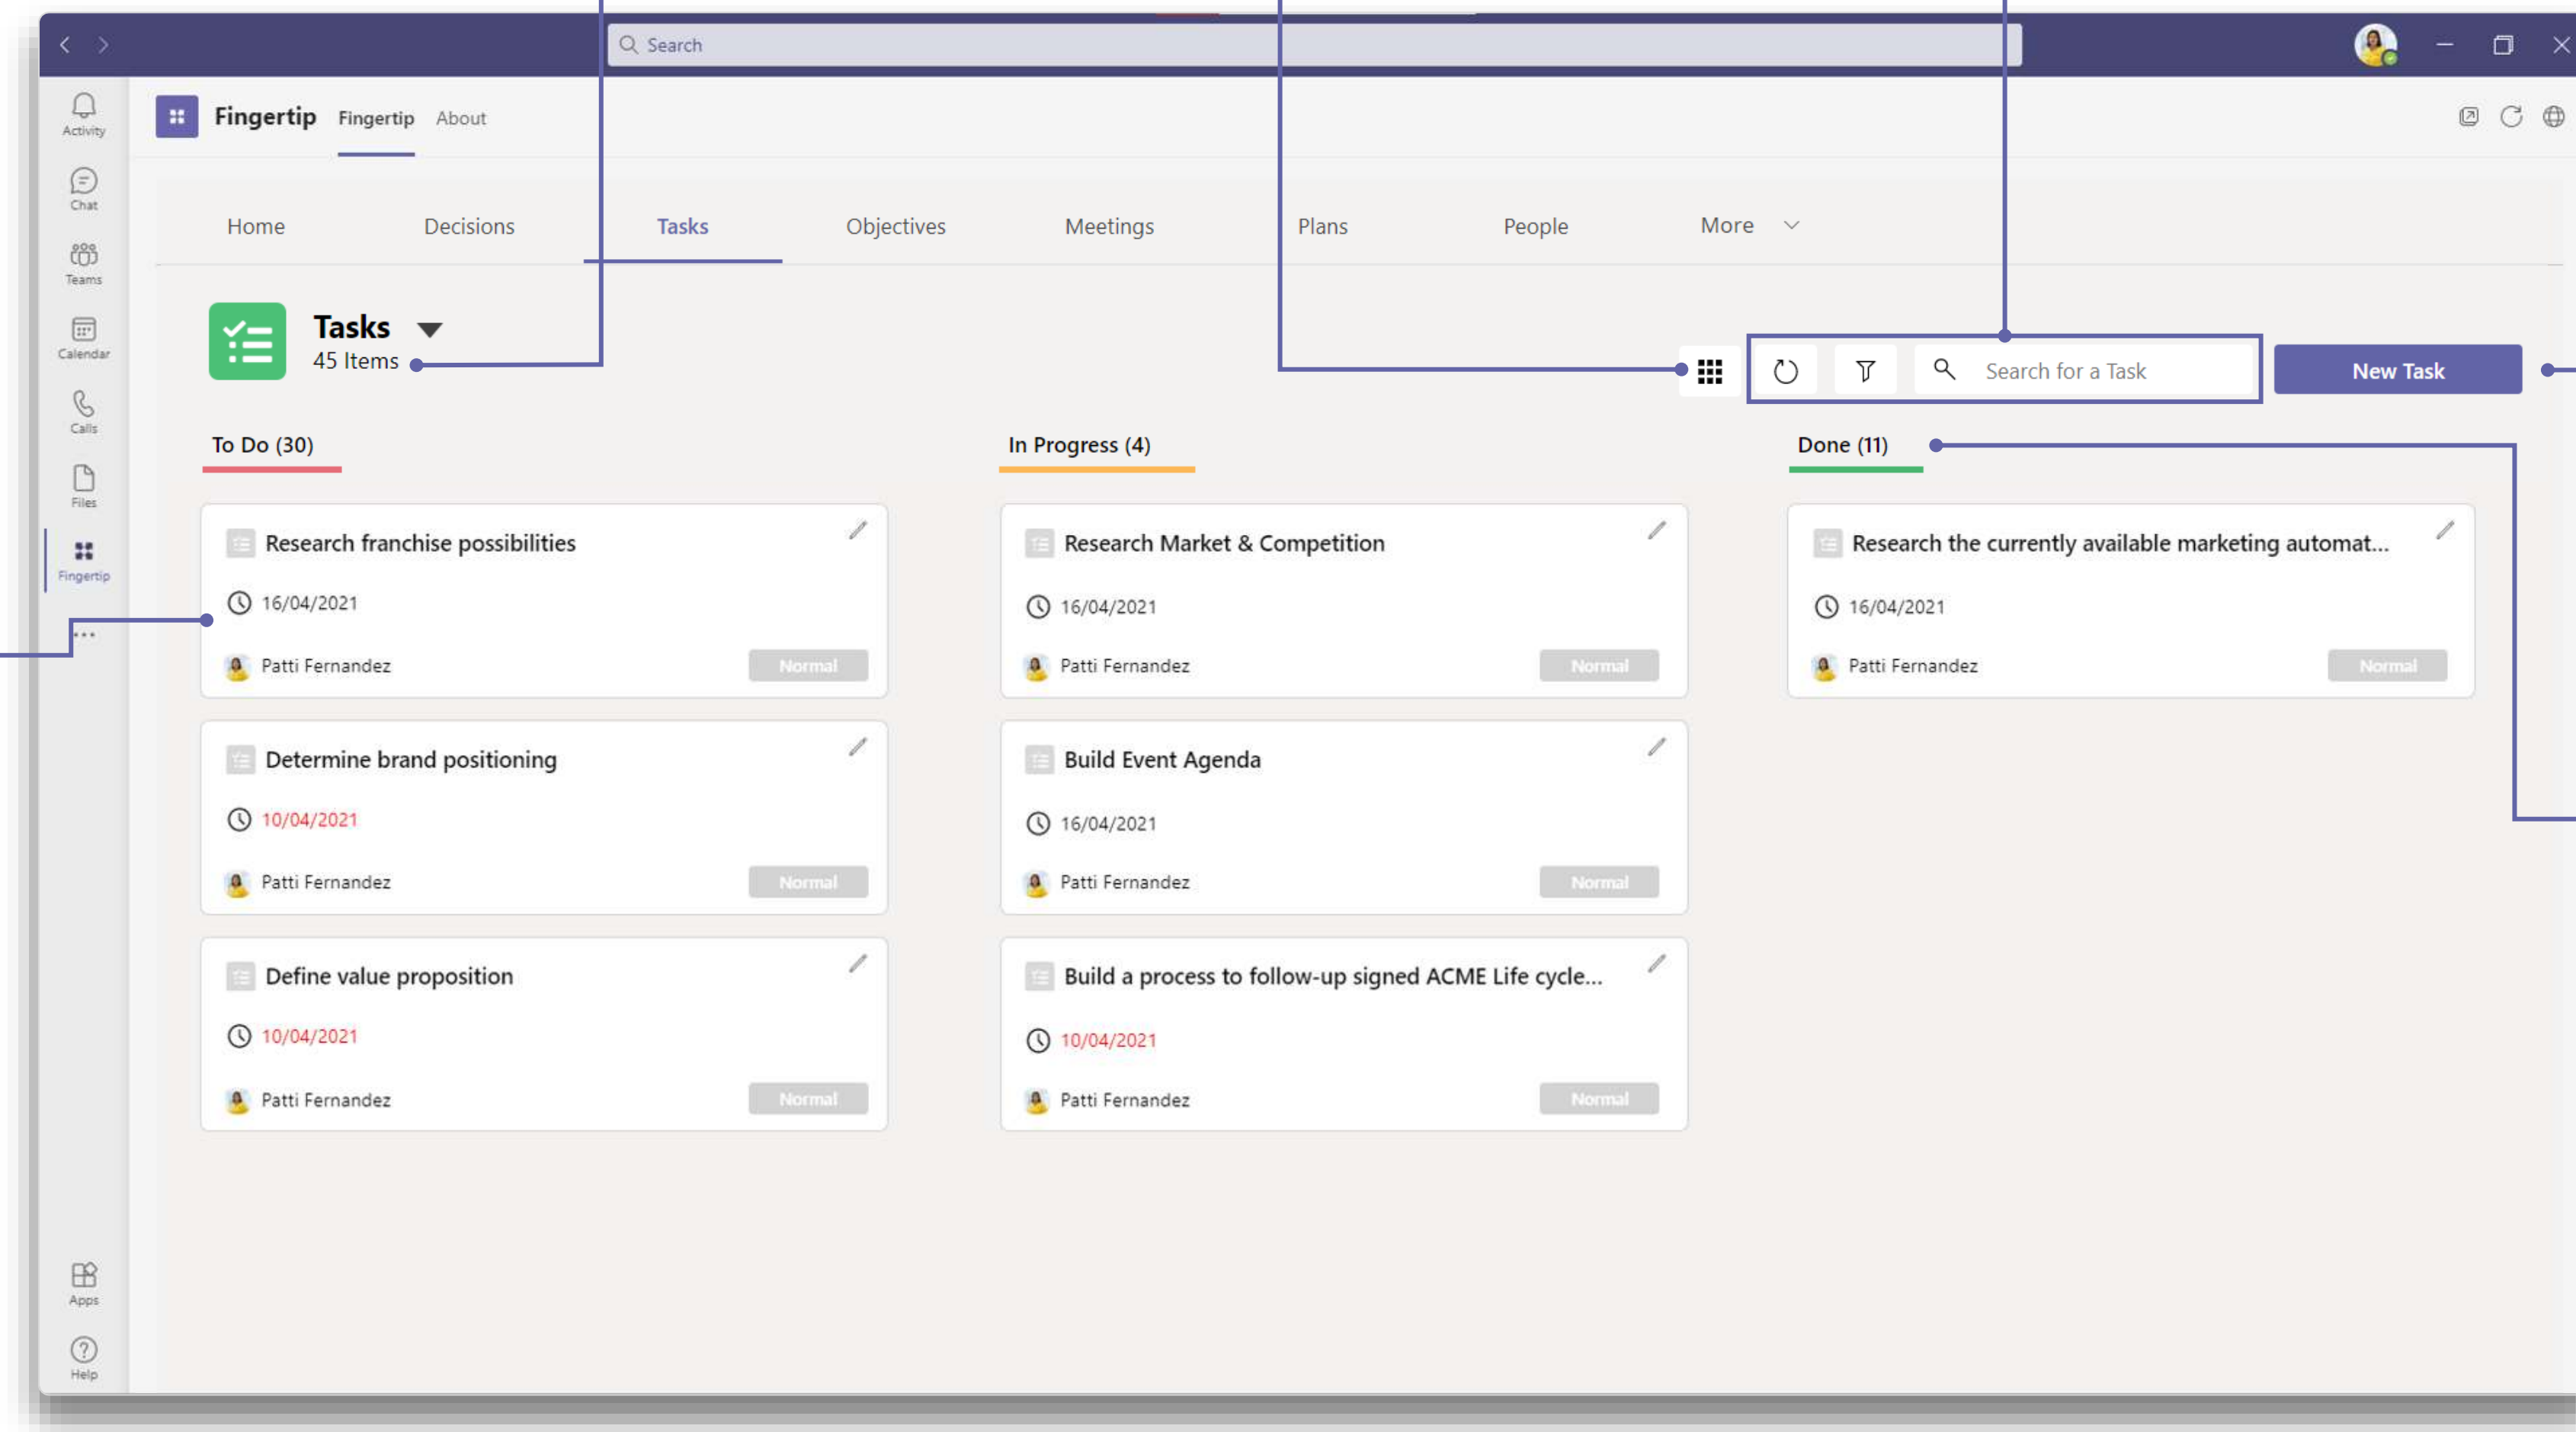 Search
Activity
Chat
Teams
Calendar
Calls
Files
Fingertip
Apps
Help
Fingertip Fingertip About
Home Decisions Tasks Objectives Meetings Plans People More
Tasks
45 Items
Search for a Task
New Task
To Do (30)
Research franchise possibilities
16/04/2021
Patti Fernandez Normal
Determine brand positioning
10/04/2021
Patti Fernandez Normal
Define value proposition
10/04/2021
Patti Fernandez Normal
In Progress (4)
Research Market & Competition
16/04/2021
Patti Fernandez Normal
Build Event Agenda
16/04/2021
Patti Fernandez Normal
Build a process to follow-up signed ACME Life cycle...
10/04/2021
Patti Fernandez Normal
Done (11)
Research the currently available marketing automat...
16/04/2021
Patti Fernandez Normal